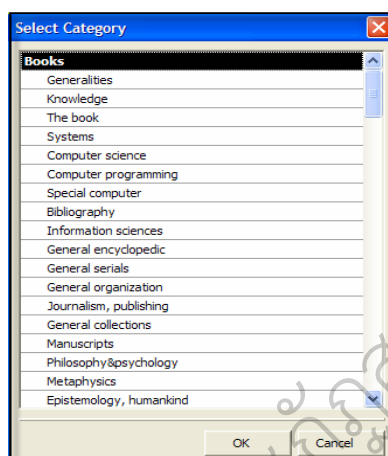 Select Category
Books
Generalities
Knowledge
The book
Systems
Computer science
Computer programming
Special computer
Bibliography
Information sciences
General encyclopedic
General serials
General organization
Journalism, publishing
General collections
Manuscripts
Philosophy&psychology
Metaphysics
Epistemology, humankind
OK Cancel